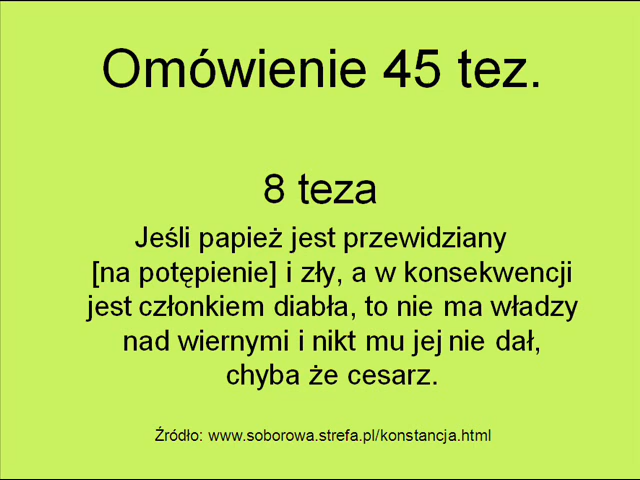 Omówienie 45 tez.
8 teza
Jeśli papież jest przewidziany
[na potępienie] i zły, a w konsekwencji
jest członkiem diabła, to nie ma władzy
nad wiernymi i nikt mu jej nie dał,
chyba że cesarz.
Źródło: www.soborowa.strefa.pl/konstancja.html